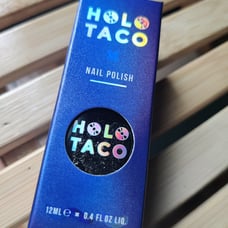 HOLO
TACO
NAIL POLISH
HOLO
TACO
12ML ℮ = 0.4 FL OZ LIQ.